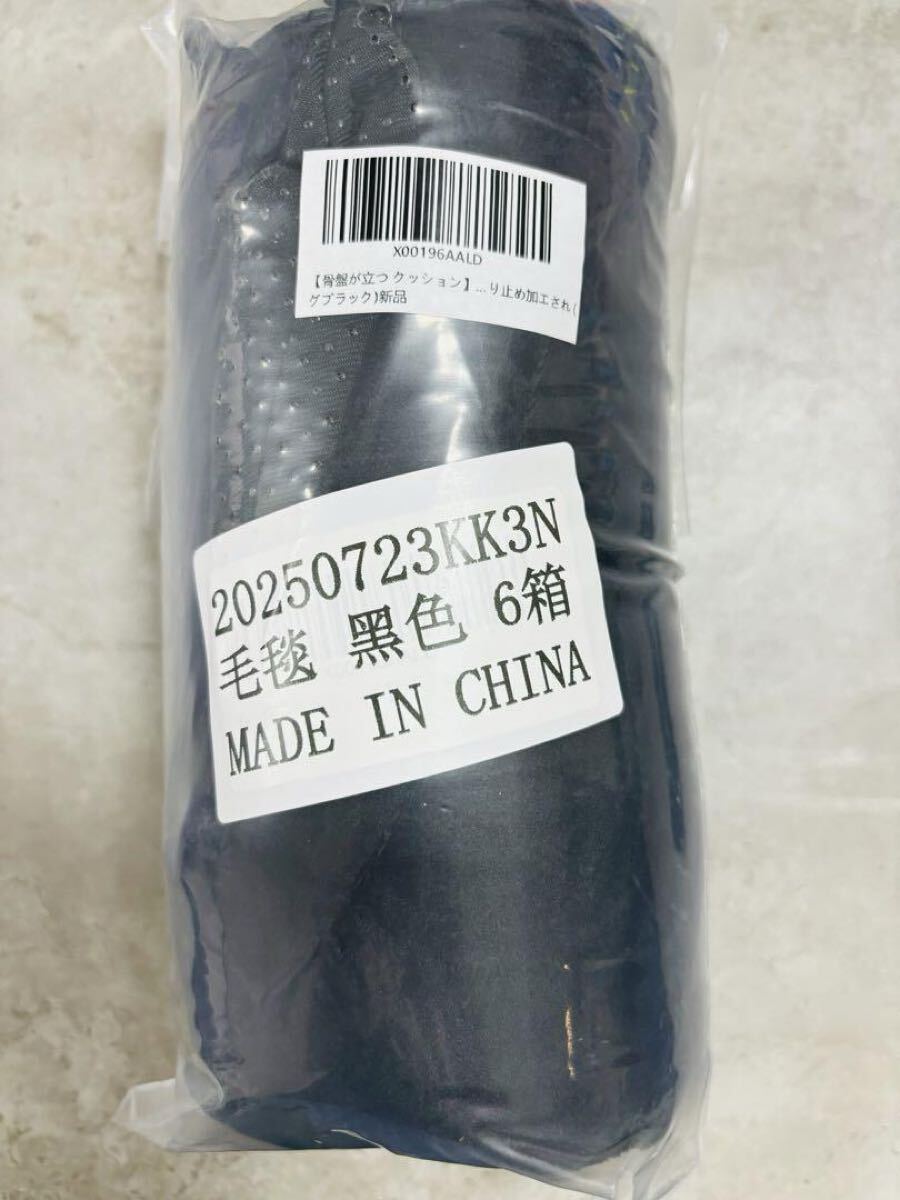 X00196AALD
【骨盤が立つ クッション】... り止め加工され (
グブラック)新品
20250723KK3N
毛毯 黑色 6箱
MADE IN CHINA